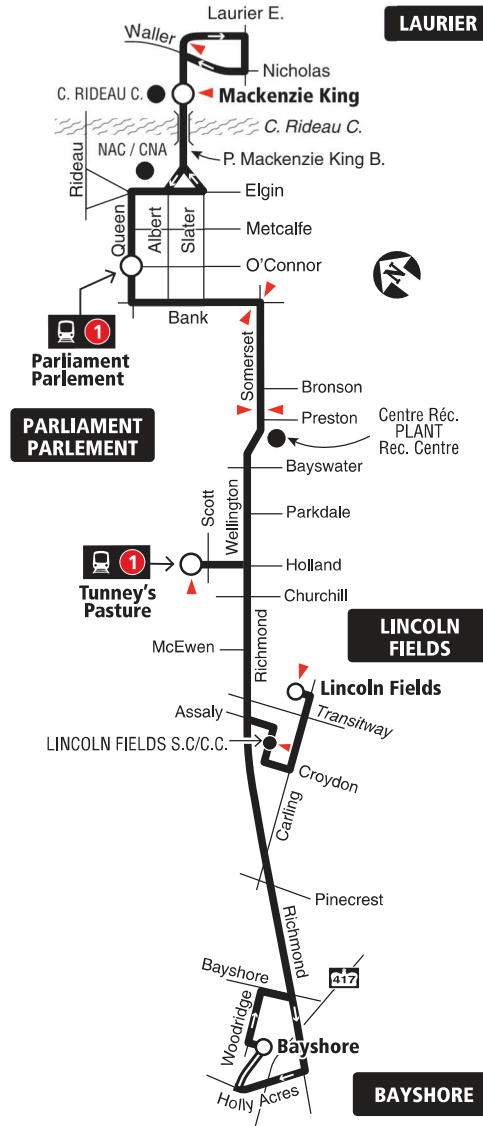 Laurier E.
LAURIER
Waller
Nicholas
C. RIDEAU C.
Mackenzie King
C. Rideau C.
NAC / CNA
P. Mackenzie King B.
Rideau
Elgin
Queen
Albert
Slater
Metcalfe
O'Connor
N
Bank
1
Parliament
Parlement
Somerset
Bronson
Preston
PARLIAMENT
PARLEMENT
Centre Réc.
PLANT
Rec. Centre
Bayswater
Scott
Wellington
Parkdale
1
Holland
Tunney's
Pasture
Churchill
Richmond
McEwen
LINCOLN
FIELDS
Lincoln Fields
Assaly
Transitway
LINCOLN FIELDS S.C/C.C.
Croydon
Carling
Pinecrest
Richmond
Bayshore
417
Woodridge
Bayshore
Holly Acres
BAYSHORE